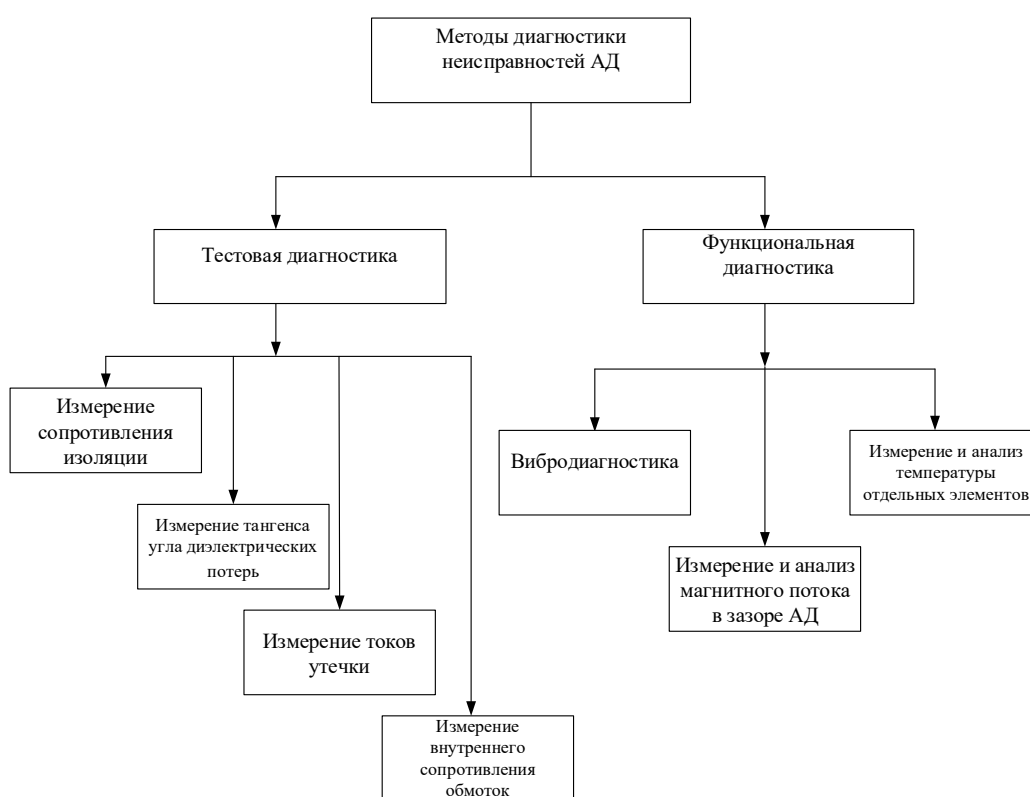 Методы диагностики
неисправностей АД
Тестовая диагностика
Функциональная
диагностика
Измерение
сопротивления
изоляции
Измерение тангенса
угла диэлектрических
потерь
Измерение токов
утечки
Измерение
внутреннего
сопротивления
обмоток
Вибродиагностика
Измерение и анализ
магнитного потока
в зазоре АД
Измерение и анализ
температуры
отдельных элементов